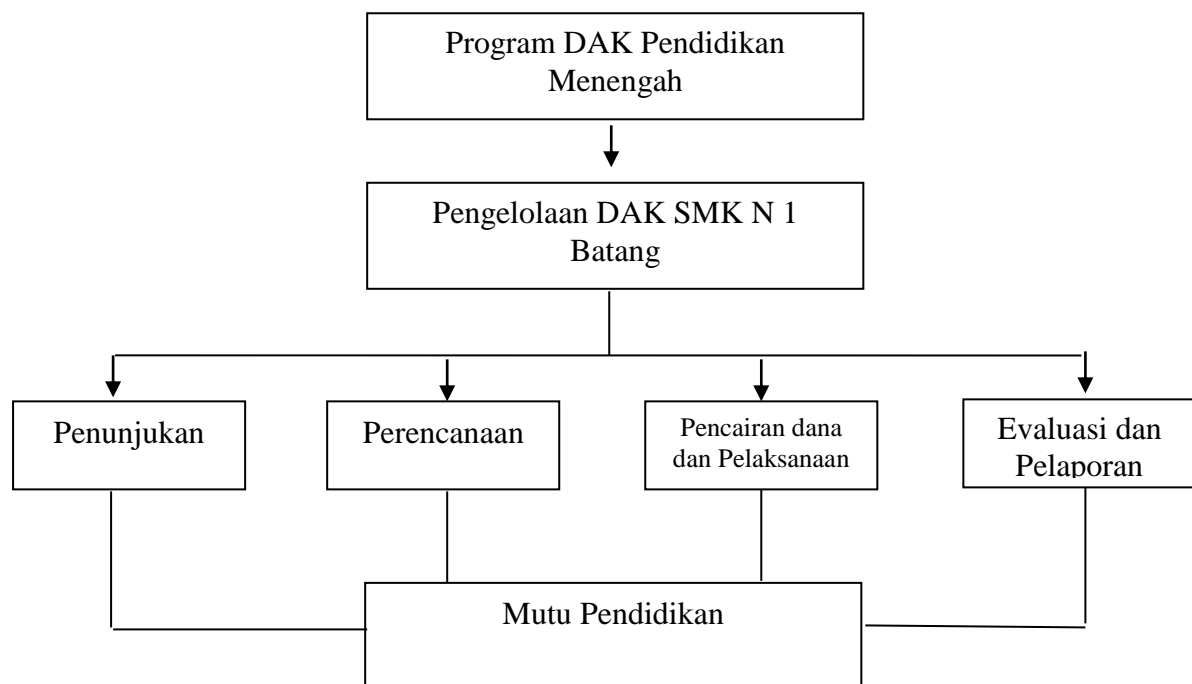 Program DAK Pendidikan
Menengah
Pengelolaan DAK SMK N 1
Batang
Penunjukan
Perencanaan
Pencairan dana
dan Pelaksanaan
Evaluasi dan
Pelaporan
Mutu Pendidikan